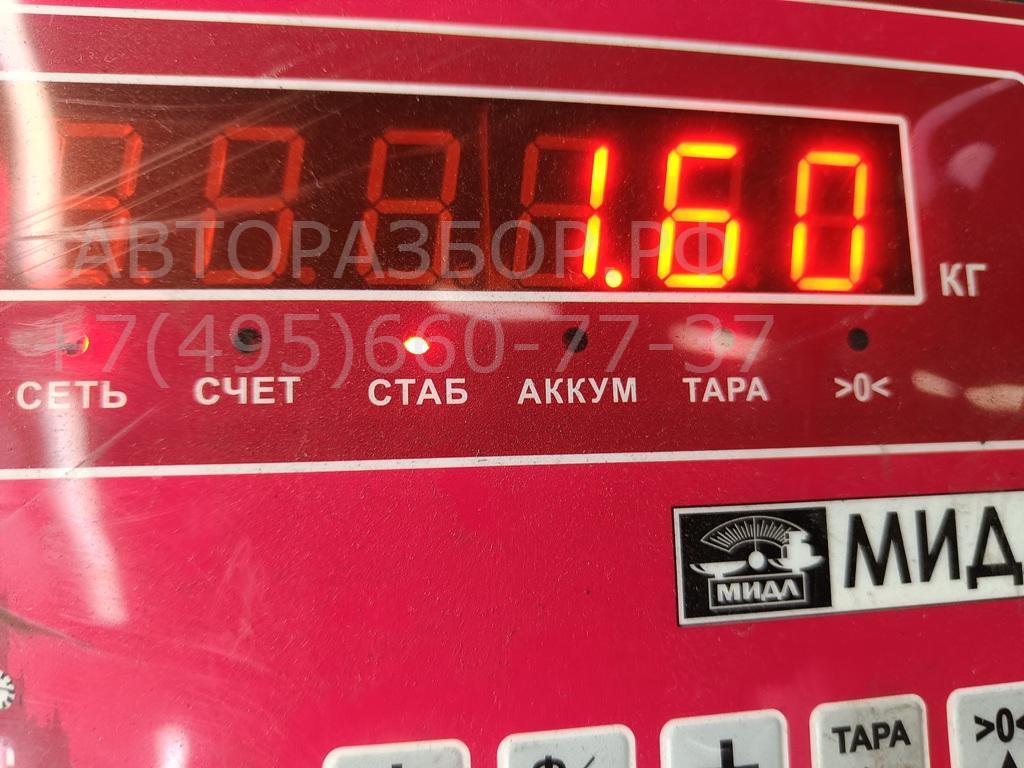 1.60
КГ
АВТОРАЗБОР.РФ
+7(495)660-77-37
СЕТЬ СЧЕТ СТАБ АККУМ ТАРА >0<
МИДЛ
МИД
ТАРА >0<